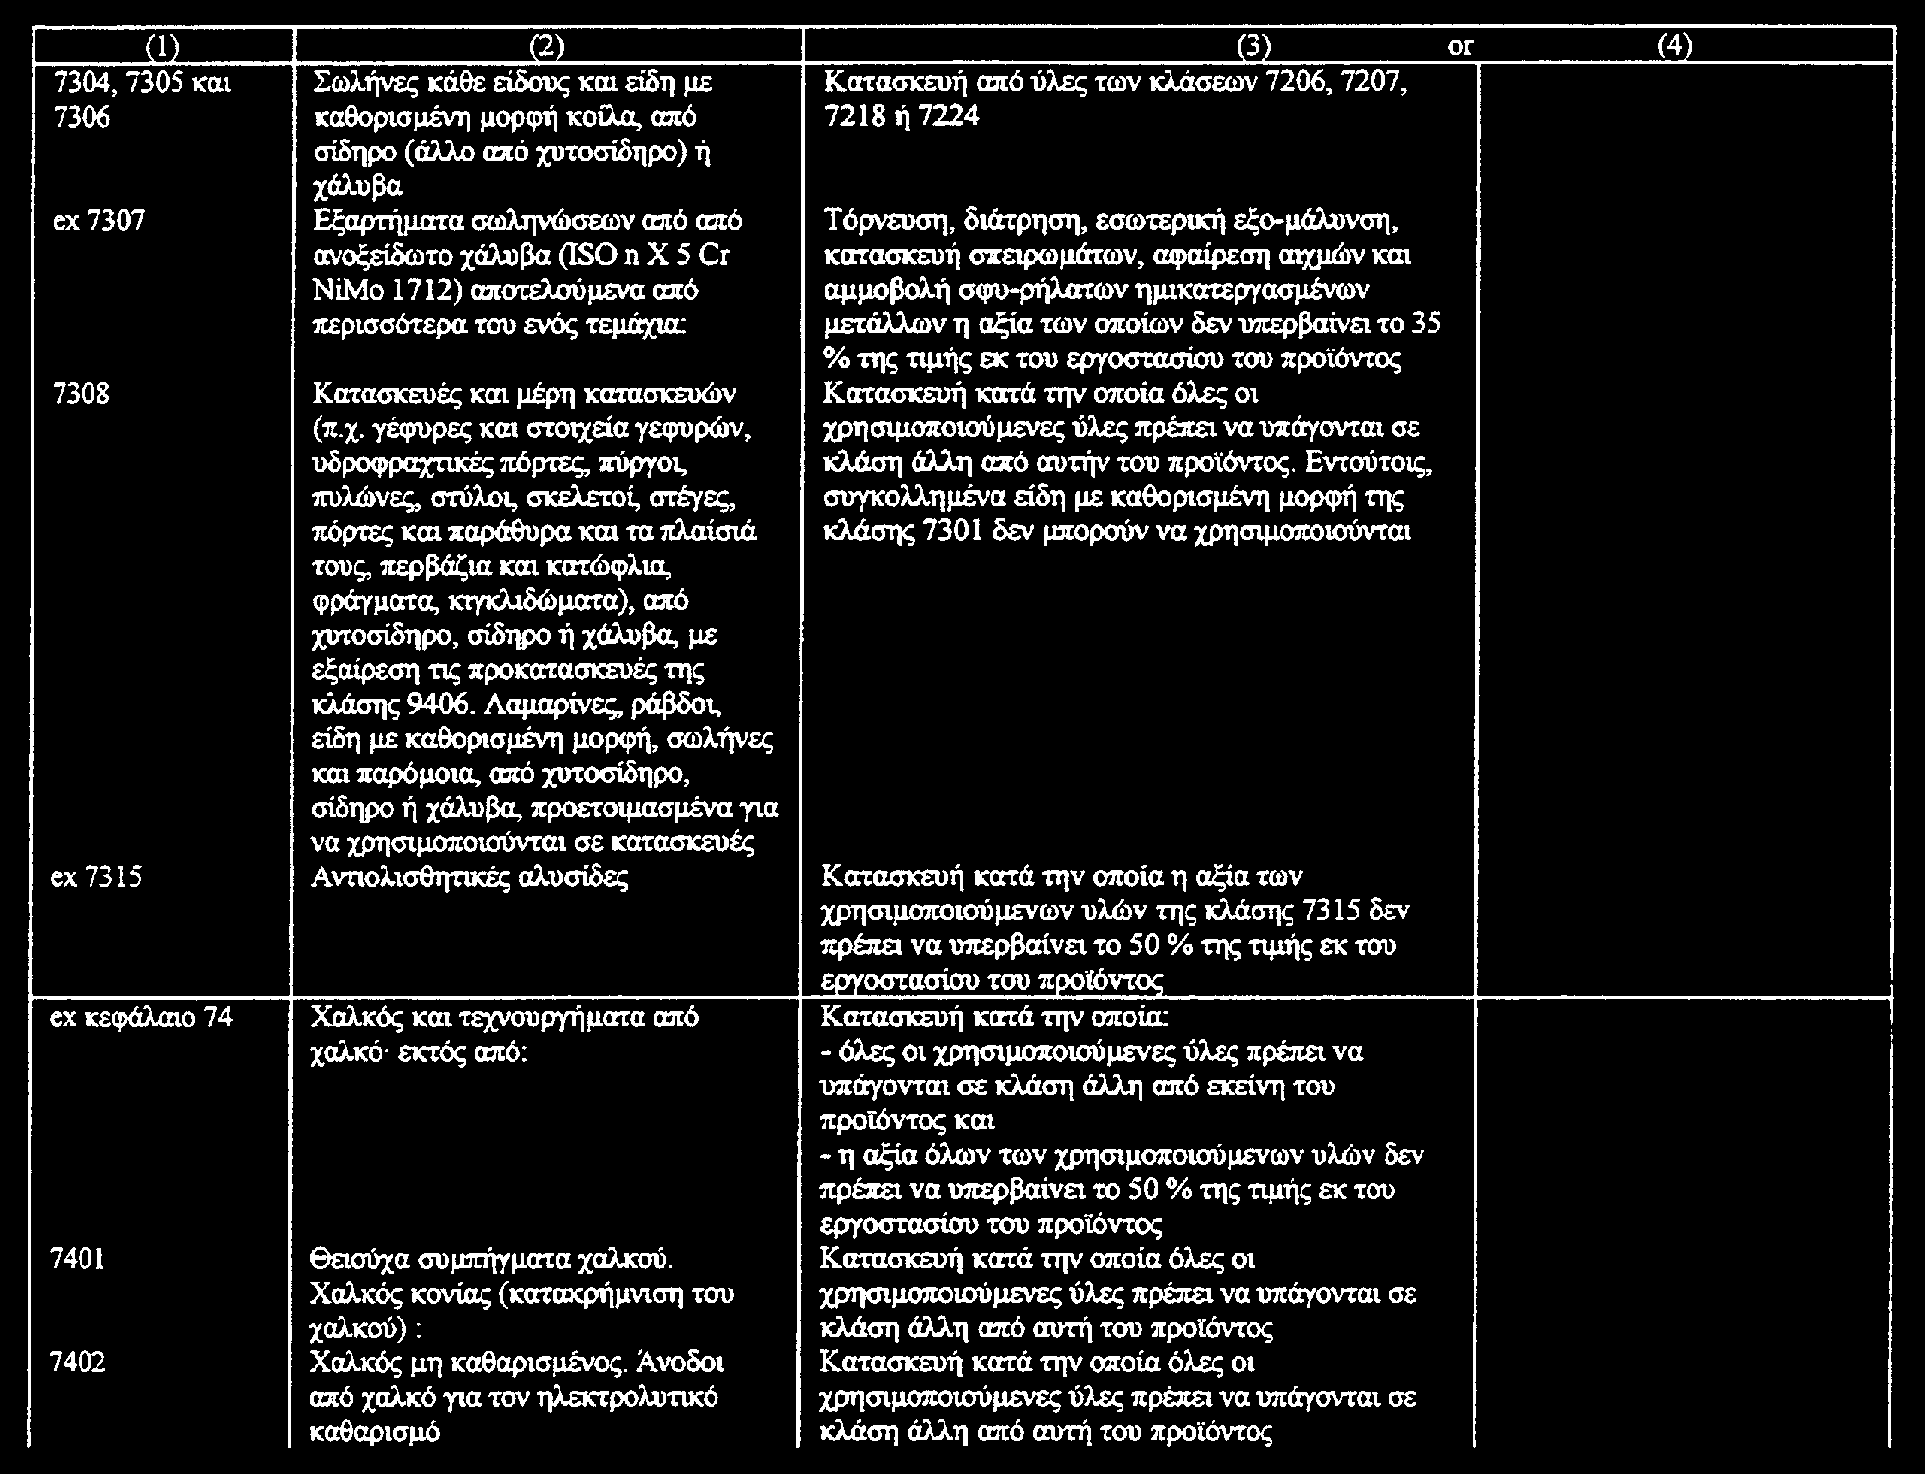 (1) (2) (3) or (4)
7304, 7305 και
7306
Σωλήνες κάθε είδους και είδη με
καθορισμένη μορφή κοίλα, από
σίδηρο (άλλο από χυτοσίδηρο) ή
χάλυβα
Κατασκευή από ύλες των κλάσεων 7206, 7207,
7218 ή 7224
ex 7307
Εξαρτήματα σωληνώσεων από από
ανοξείδωτο χάλυβα (ISO n X 5 Cr
NiMo 1712) αποτελούμενα από
περισσότερα του ενός τεμάχια:
Τόρνευση, διάτρηση, εσωτερική εξο-μάλυνση,
κατασκευή σπειρωμάτων, αφαίρεση αιχμών και
αμμοβολή σφυ-ρήλατων ημικατεργασμένων
μετάλλων η αξία των οποίων δεν υπερβαίνει το 35
% της τιμής εκ του εργοστασίου του προϊόντος
7308
Κατασκευές και μέρη κατασκευών
(π.χ. γέφυρες και στοιχεία γεφυρών,
υδροφραχτικές πόρτες, πύργοι,
πυλώνες, στύλοι, σκελετοί, στέγες,
πόρτες και παράθυρα και τα πλαίσιά
τους, περβάζια και κατώφλια,
φράγματα, κιγκλιδώματα), από
χυτοσίδηρο, σίδηρο ή χάλυβα, με
εξαίρεση τις προκατασκευές της
κλάσης 9406. Λαμαρίνες, ράβδοι,
είδη με καθορισμένη μορφή, σωλήνες
και παρόμοια, από χυτοσίδηρο,
σίδηρο ή χάλυβα, προετοιμασμένα για
να χρησιμοποιούνται σε κατασκευές
Κατασκευή κατά την οποία όλες οι
χρησιμοποιούμενες ύλες πρέπει να υπάγονται σε
κλάση άλλη από αυτήν του προϊόντος. Εντούτοις,
συγκολλημένα είδη με καθορισμένη μορφή της
κλάσης 7301 δεν μπορούν να χρησιμοποιούνται
ex 7315
Αντιολισθητικές αλυσίδες
Κατασκευή κατά την οποία η αξία των
χρησιμοποιούμενων υλών της κλάσης 7315 δεν
πρέπει να υπερβαίνει το 50 % της τιμής εκ του
εργοστασίου του προϊόντος
ex κεφάλαιο 74
Χαλκός και τεχνουργήματα από
χαλκό· εκτός από:
Κατασκευή κατά την οποία:
- όλες οι χρησιμοποιούμενες ύλες πρέπει να
υπάγονται σε κλάση άλλη από εκείνη του
προϊόντος και
- η αξία όλων των χρησιμοποιούμενων υλών δεν
πρέπει να υπερβαίνει το 50 % της τιμής εκ του
εργοστασίου του προϊόντος
7401
Θειούχα συμπήγματα χαλκού.
Χαλκός κονίας (κατακρήμνιση του
χαλκού) :
Κατασκευή κατά την οποία όλες οι
χρησιμοποιούμενες ύλες πρέπει να υπάγονται σε
κλάση άλλη από αυτή του προϊόντος
7402
Χαλκός μη καθαρισμένος. Άνοδοι
από χαλκό για τον ηλεκτρολυτικό
καθαρισμό
Κατασκευή κατά την οποία όλες οι
χρησιμοποιούμενες ύλες πρέπει να υπάγονται σε
κλάση άλλη από αυτή του προϊόντος